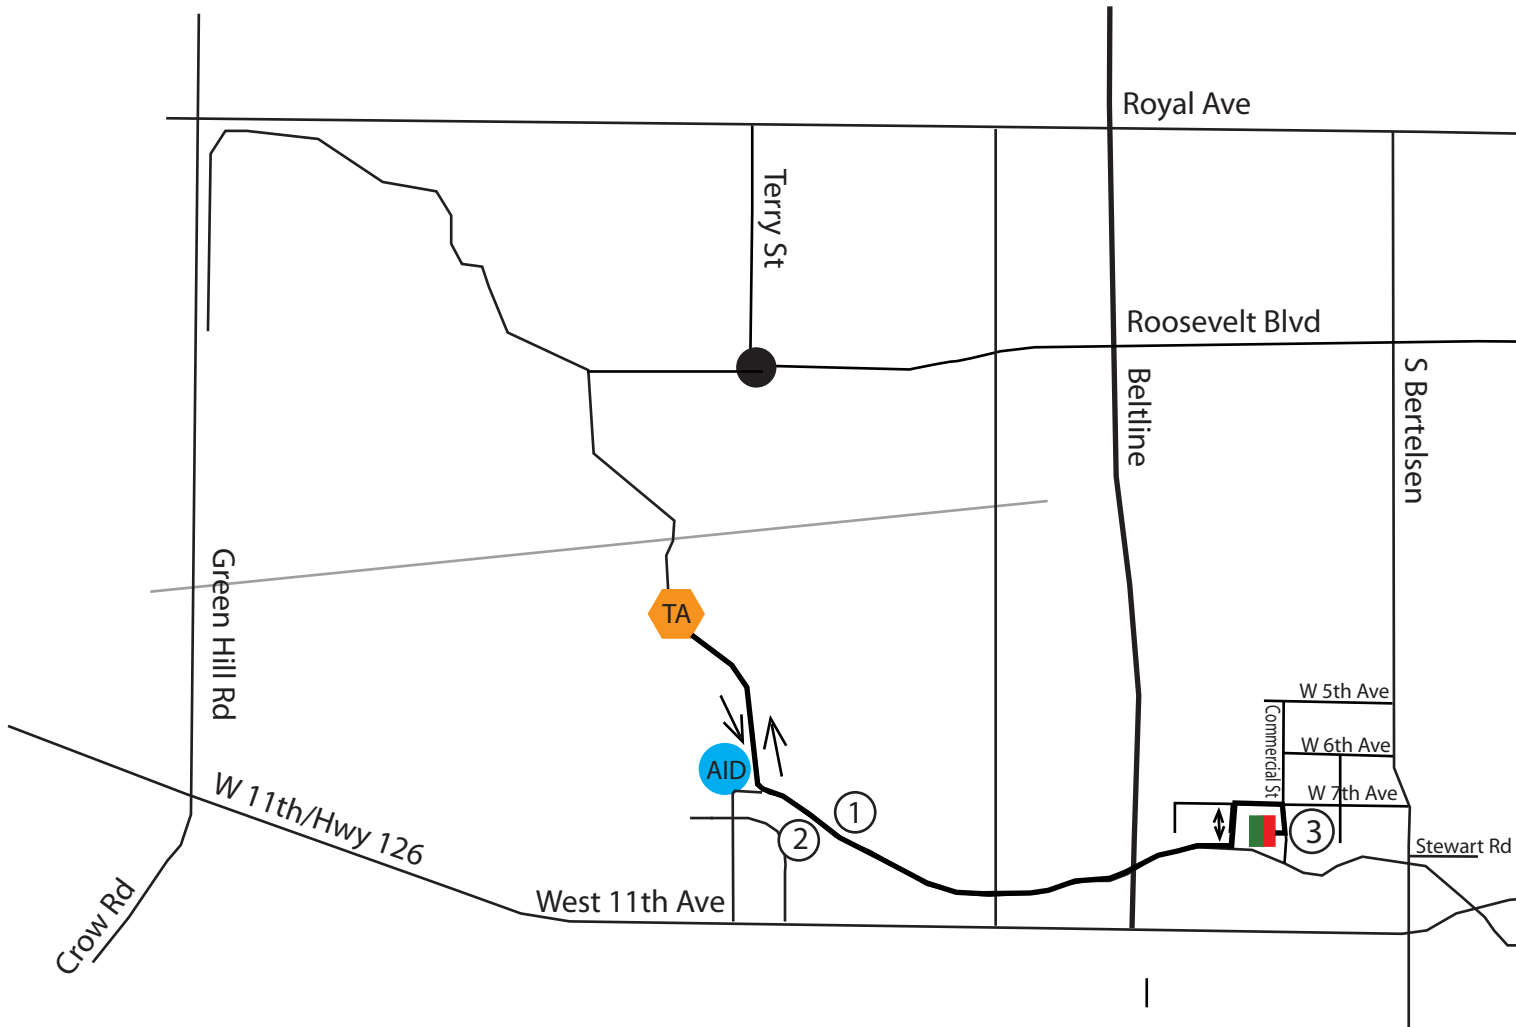 Royal Ave
Terry St
Roosevelt Blvd
Beltline
S Bertelsen
Green Hill Rd
TA
W 5th Ave
Commercial St
W 6th Ave
AID
W 7th Ave
1
2
3
W 11th/Hwy 126
Stewart Rd
West 11th Ave
Crow Rd